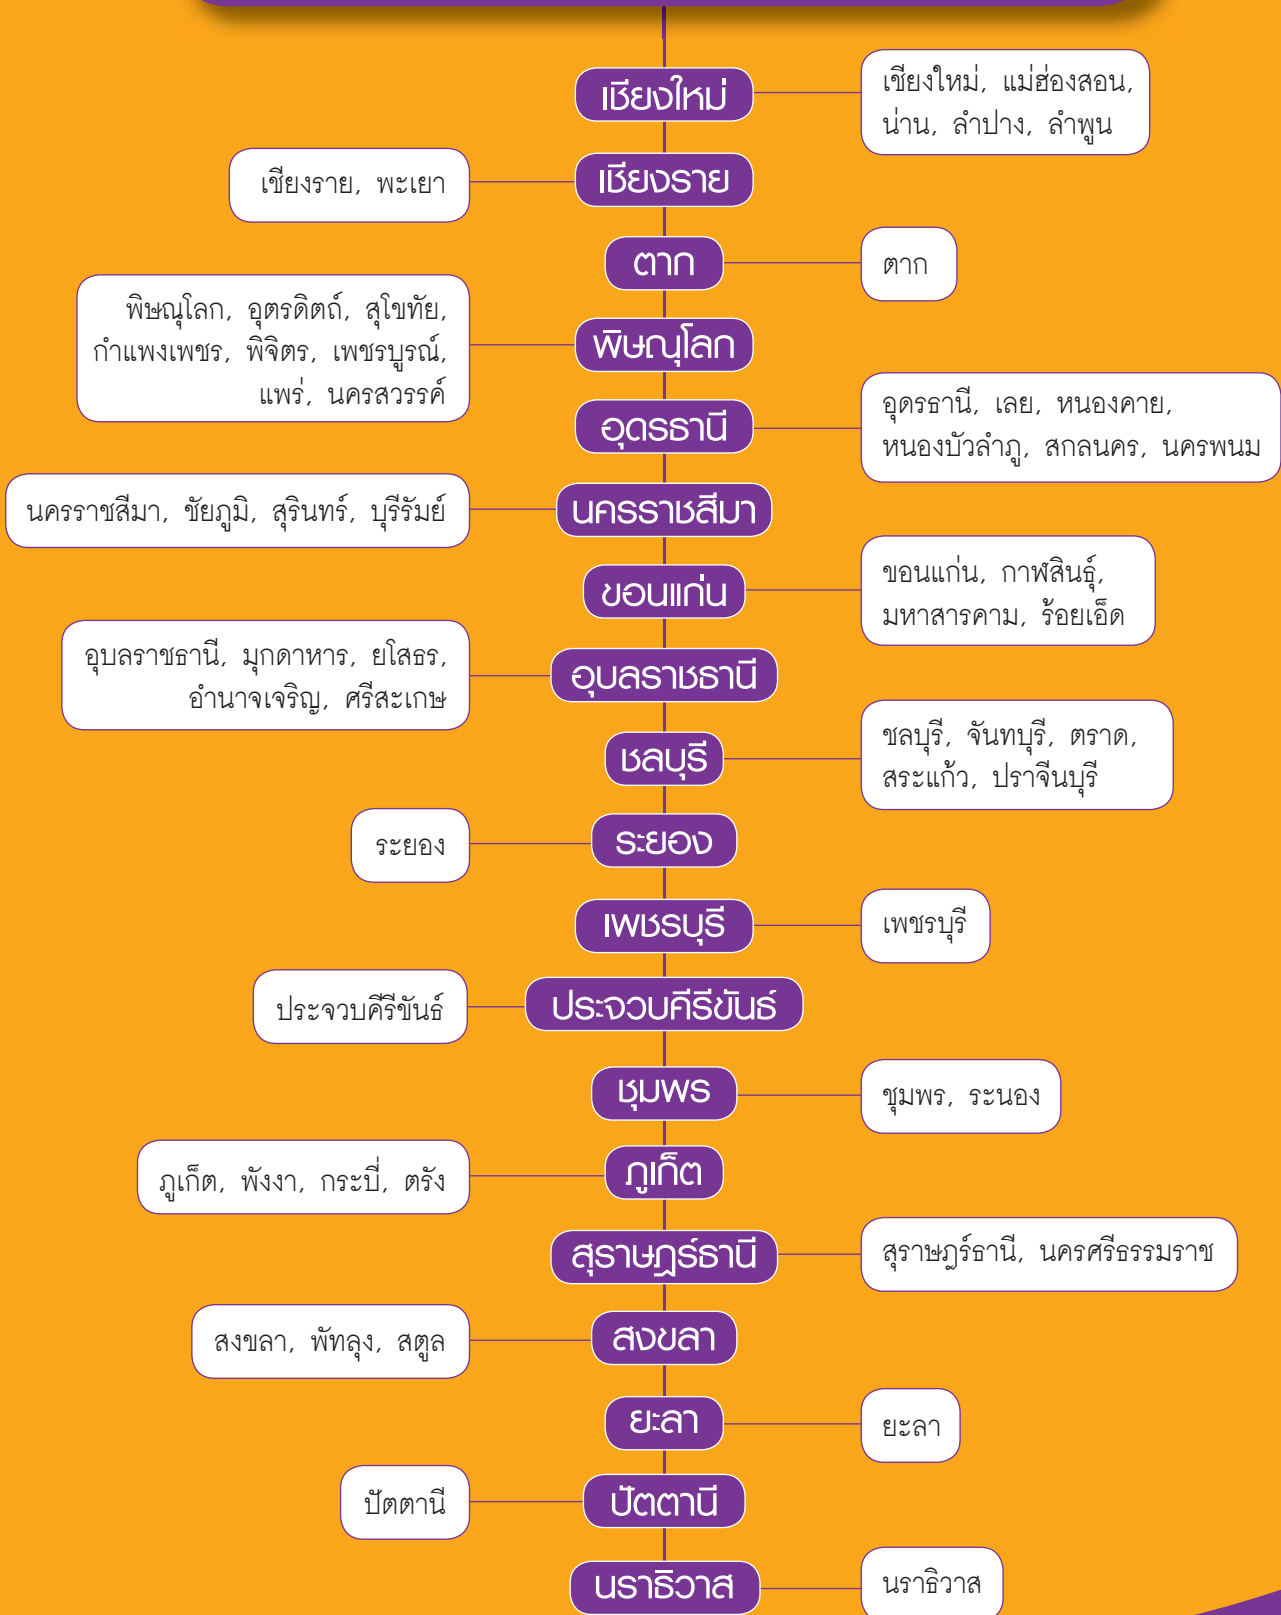 เชียงใหม่
เชียงใหม่, แม่ฮ่องสอน,
น่าน, ลำปาง, ลำพูน
เชียงราย
เชียงราย, พะเยา
ตาก
ตาก
พิษณุโลก
พิษณุโลก, อุตรดิตถ์, สุโขทัย,
กำแพงเพชร, พิจิตร, เพชรบูรณ์,
แพร่, นครสวรรค์
อุดรธานี
อุดรธานี, เลย, หนองคาย,
หนองบัวลำภู, สกลนคร, นครพนม
นครราชสีมา
นครราชสีมา, ชัยภูมิ, สุรินทร์, บุรีรัมย์
ขอนแก่น
ขอนแก่น, กาฬสินธุ์,
มหาสารคาม, ร้อยเอ็ด
อุบลราชธานี
อุบลราชธานี, มุกดาหาร, ยโสธร,
อำนาจเจริญ, ศรีสะเกษ
ชลบุรี
ชลบุรี, จันทบุรี, ตราด,
สระแก้ว, ปราจีนบุรี
ระยอง
ระยอง
เพชรบุรี
เพชรบุรี
ประจวบคีรีขันธ์
ประจวบคีรีขันธ์
ชุมพร
ชุมพร, ระนอง
ภูเก็ต
ภูเก็ต, พังงา, กระบี่, ตรัง
สุราษฎร์ธานี
สุราษฎร์ธานี, นครศรีธรรมราช
สงขลา
สงขลา, พัทลุง, สตูล
ยะลา
ยะลา
ปัตตานี
ปัตตานี
นราธิวาส
นราธิวาส